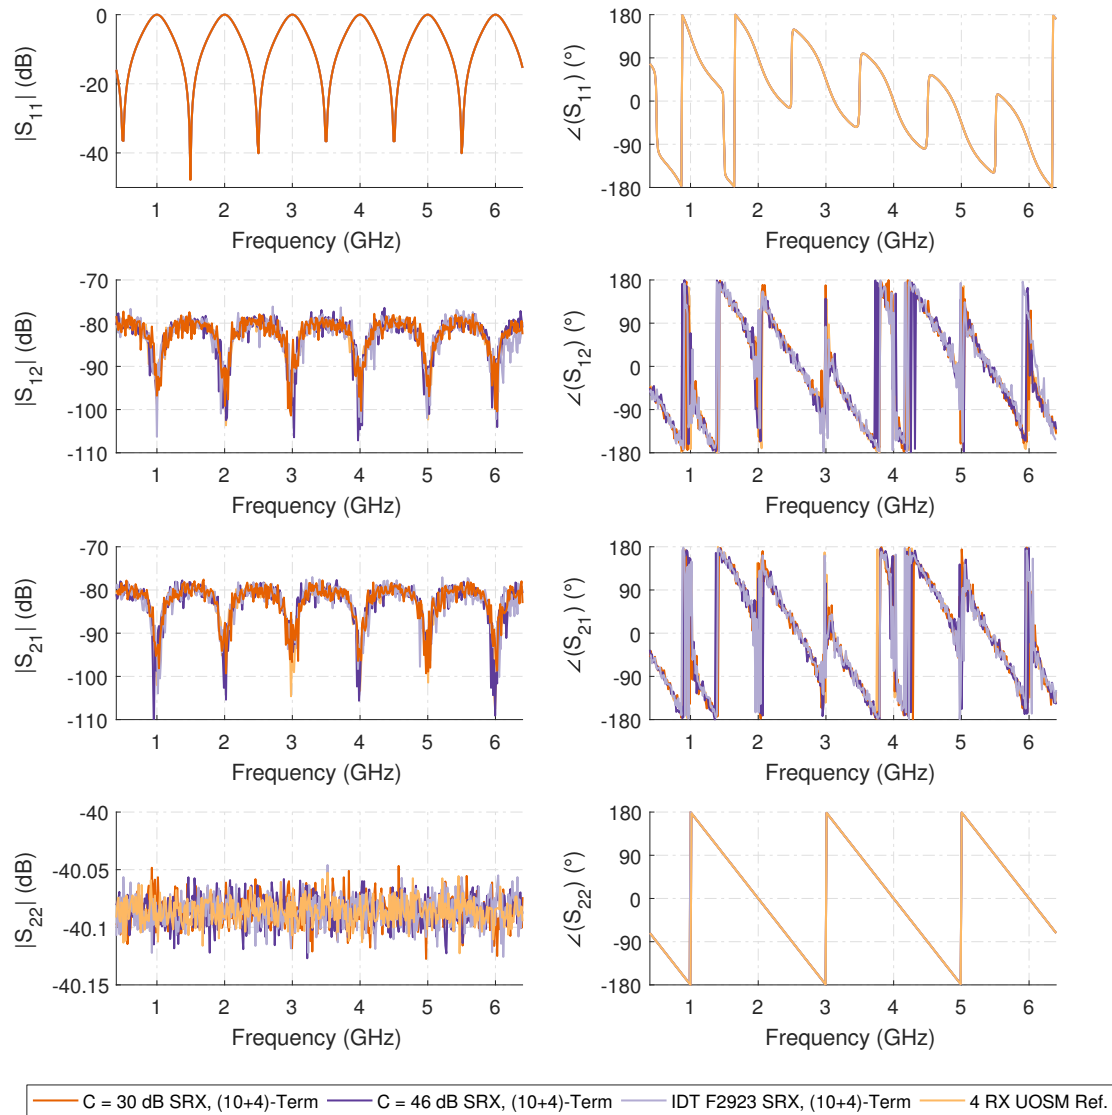 |S11| (dB)
0
-20
-40
1 2 3 4 5 6
Frequency (GHz)
∠(S11) (°)
180
90
0
-90
-180
1 2 3 4 5 6
Frequency (GHz)
|S12| (dB)
-70
-80
-90
-100
-110
1 2 3 4 5 6
Frequency (GHz)
∠(S12) (°)
180
90
0
-90
-180
1 2 3 4 5 6
Frequency (GHz)
|S21| (dB)
-70
-80
-90
-100
-110
1 2 3 4 5 6
Frequency (GHz)
∠(S21) (°)
180
90
0
-90
-180
1 2 3 4 5 6
Frequency (GHz)
|S22| (dB)
-40
-40.05
-40.1
-40.15
1 2 3 4 5 6
Frequency (GHz)
∠(S22) (°)
180
90
0
-90
-180
1 2 3 4 5 6
Frequency (GHz)
C = 30 dB SRX, (10+4)-Term C = 46 dB SRX, (10+4)-Term IDT F2923 SRX, (10+4)-Term 4 RX UOSM Ref.